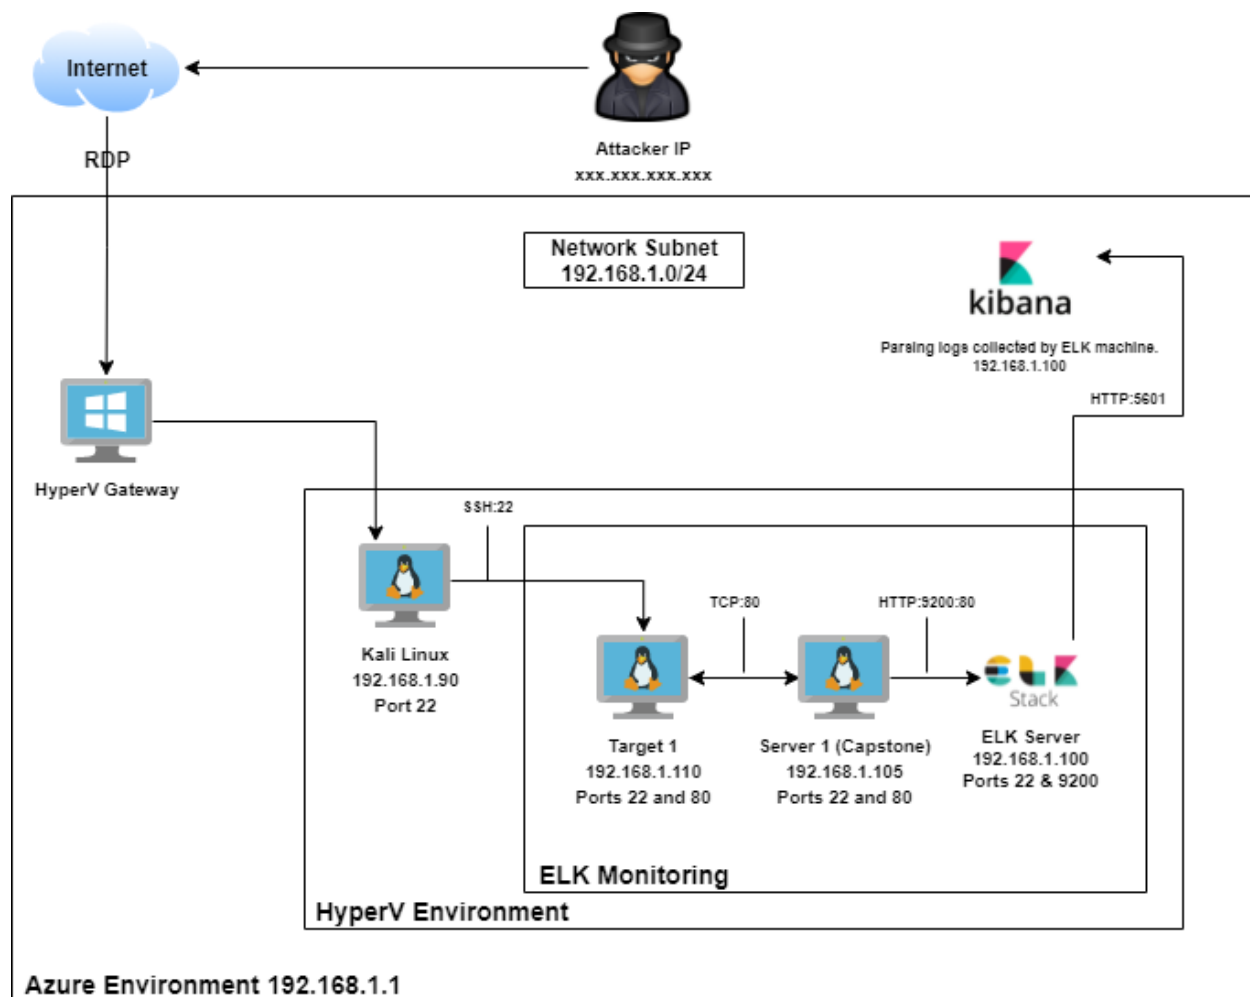 Internet
Attacker IP
xxx.xxx.xxx.xxx
RDP
Network Subnet
192.168.1.0/24
kibana
Parsing logs collected by ELK machine.
192.168.1.100
HTTP:5601
HyperV Gateway
SSH:22
Kali Linux
192.168.1.90
Port 22
TCP:80
HTTP:9200:80
Target 1
192.168.1.110
Ports 22 and 80
Server 1 (Capstone)
192.168.1.105
Ports 22 and 80
ELK
Stack
ELK Server
192.168.1.100
Ports 22 & 9200
ELK Monitoring
HyperV Environment
Azure Environment 192.168.1.1